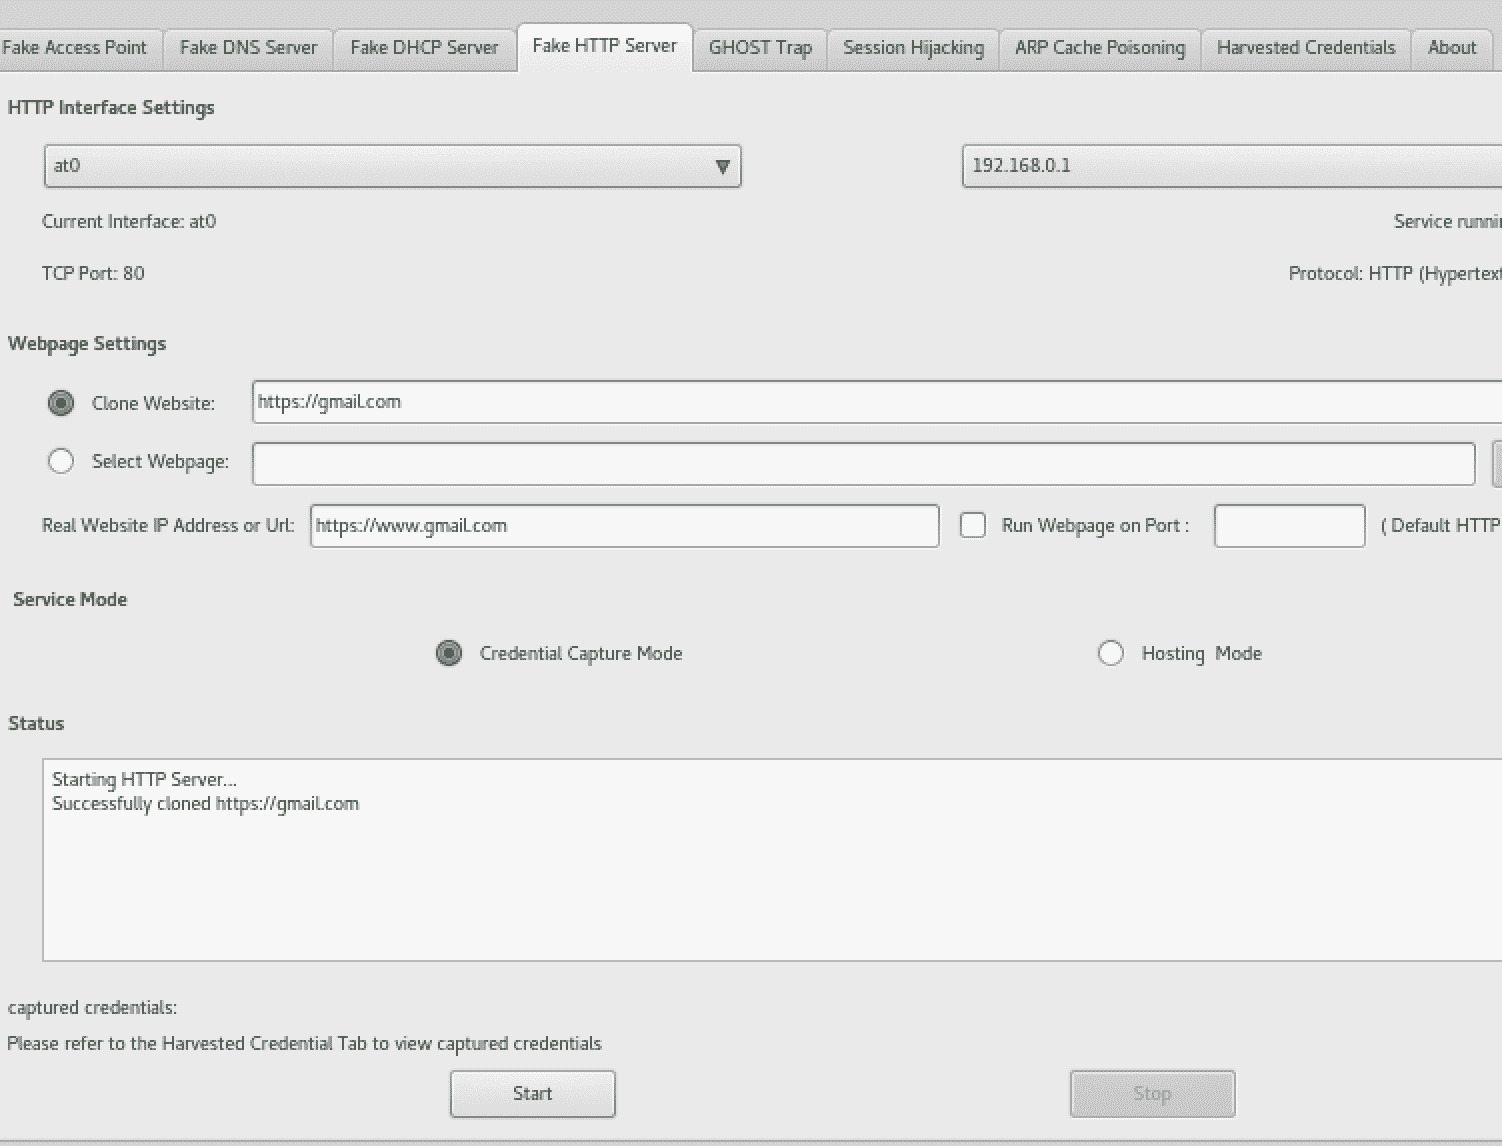 Fake Access Point Fake DNS Server Fake DHCP Server Fake HTTP Server GHOST Trap Session Hijacking ARP Cache Poisoning Harvested Credentials About
HTTP Interface Settings
at0 192.168.0.1
Current Interface: at0 Service
TCP Port: 80 Protocol: HTTP (Hypertext
Webpage Settings
Clone Website: https://gmail.com
Select Webpage:
Real Website IP Address or Url: https://www.gmail.com Run Webpage on Port : ( Default HTTP
Service Mode
Credential Capture Mode Hosting Mode
Status
Starting HTTP Server...
Successfully cloned https://gmail.com
captured credentials:
Please refer to the Harvested Credential Tab to view captured credentials
Start Stop